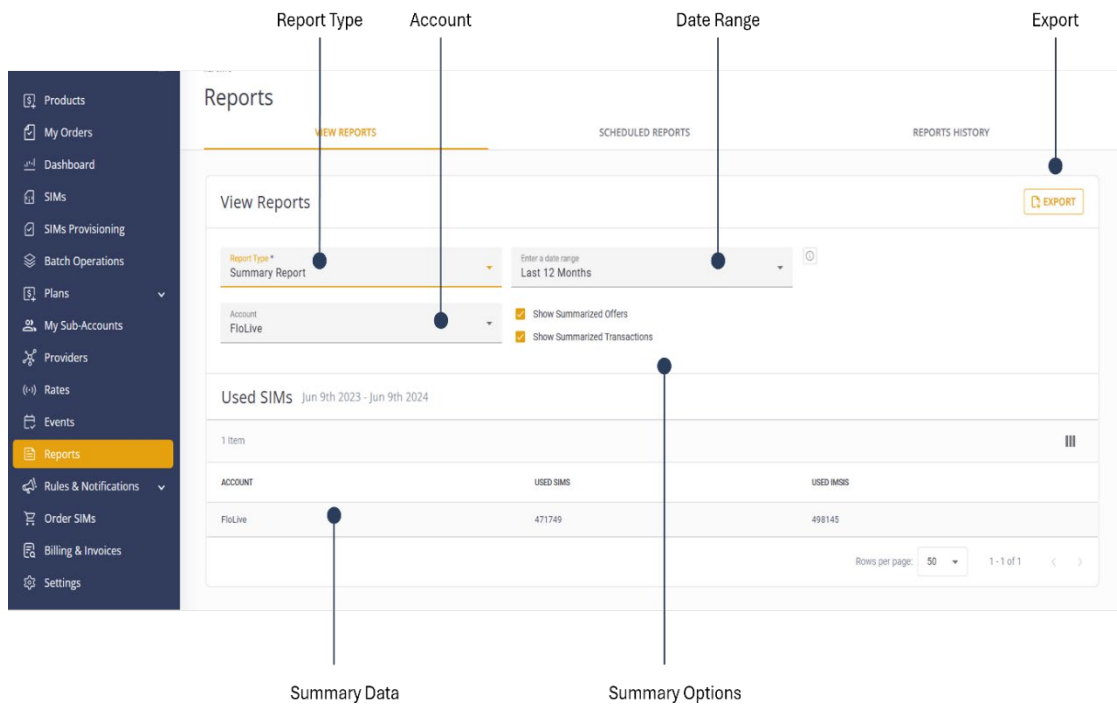 Report Type
Account
Date Range
Export
Products
My Orders
Dashboard
SIMs
SIMs Provisioning
Batch Operations
Plans
My Sub-Accounts
Providers
Rates
Events
Reports
Rules & Notifications
Order SIMs
Billing & Invoices
Settings
Reports
VIEW REPORTS
SCHEDULED REPORTS
REPORTS HISTORY
View Reports
EXPORT
Report Type *
Summary Report
Enter a date range
Last 12 Months
Account
FloLive
Show Summarized Offers
Show Summarized Transactions
Used SIMs Jun 9th 2023 - Jun 9th 2024
1 Item
ACCOUNT USED SIMS USED IMSIS
FloLive 471749 498145
Rows per page: 50 1 - 1 of 1
Summary Data
Summary Options